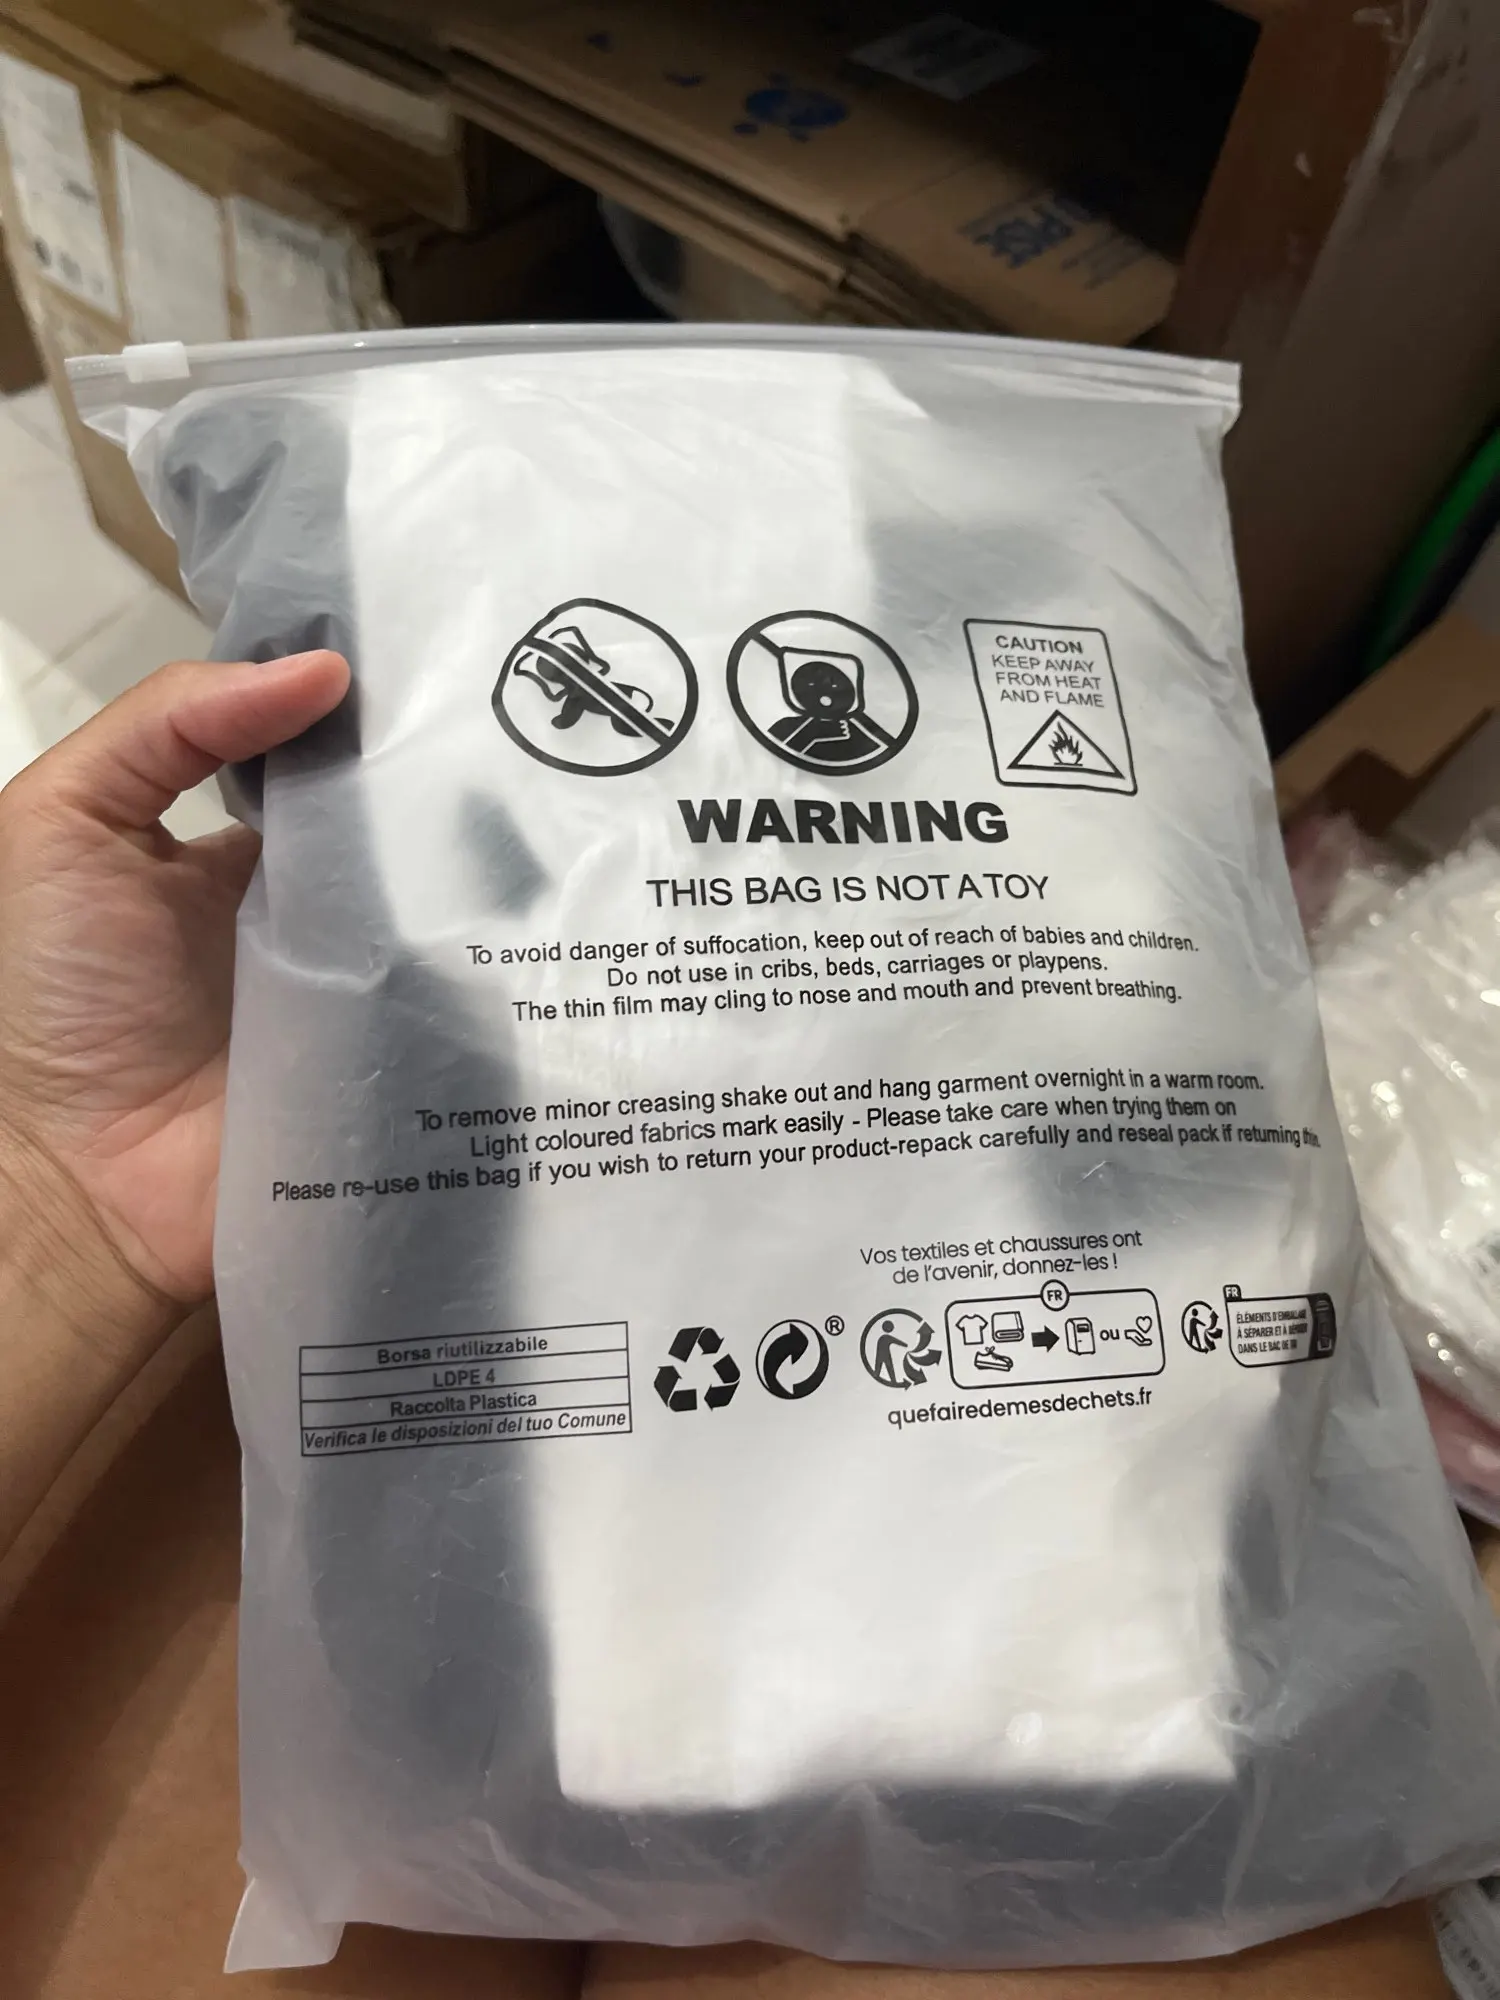 CAUTION
KEEP AWAY
FROM HEAT
AND FLAME
WARNING
THIS BAG IS NOT A TOY
To avoid danger of suffocation, keep out of reach of babies and children.
Do not use in cribs, beds, carriages or playpens.
The thin film may cling to nose and mouth and prevent breathing.
To remove minor creasing shake out and hang garment overnight in a warm room.
Light coloured fabrics mark easily - Please take care when trying them on
Please re-use this bag if you wish to return your product-repack carefully and reseal pack if returning
Vos textiles et chaussures ont
de l'avenir, donnez-les !
FR
ou
quefairedemesdechets.fr
Borsa riutilizzabile
LDPE 4
Raccolta Plastica
Verifica le disposizioni del tuo Comune
®
FR
ÉLÉMENTS D'EMBALLAGE
À SÉPARER ET À
DANS LE BAC DE TRI